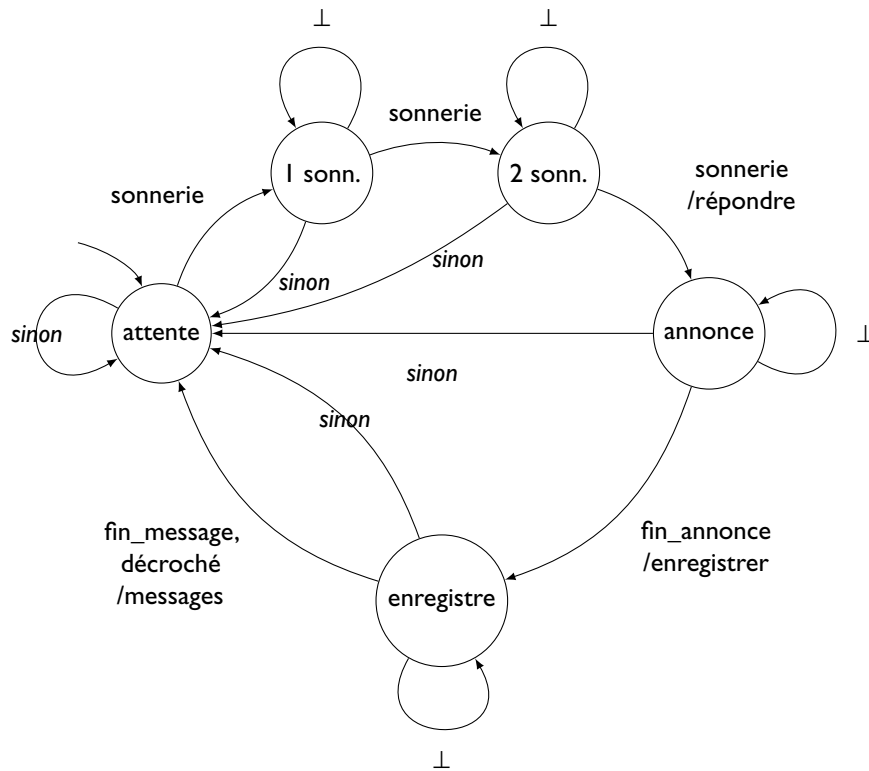 ⊥
⊥
sonnerie
1 sonn.
2 sonn.
sonnerie
/répondre
sonnerie
sinon
sinon
attente
sinon
annonce
⊥
sinon
sinon
fin_message,
décroché
/messages
fin_annonce
/enregistrer
enregistre
⊥